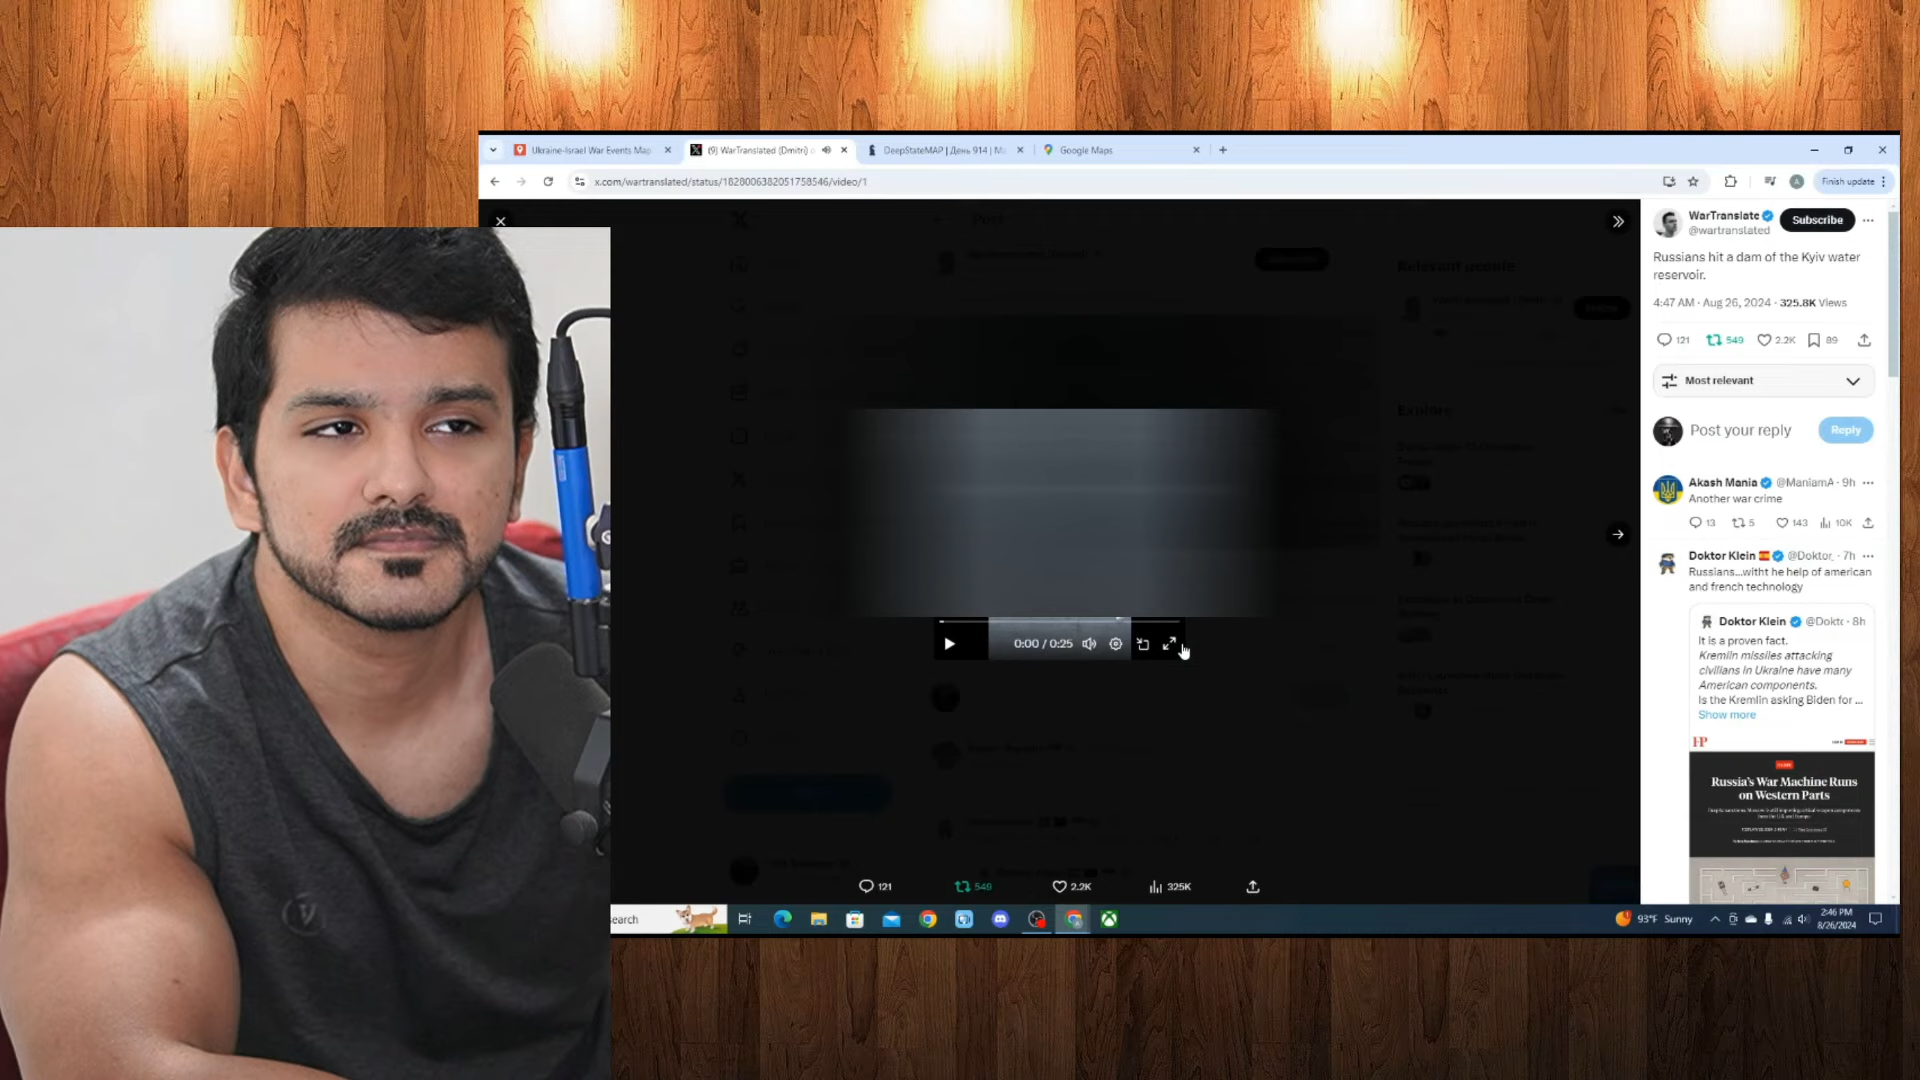 Ukraine-Israel War Events Map
(9) WarTranslated (Dmitri)
DeepStateMAP | День 914 |
Google Maps
x.com/wartranslated/status/1828006382051758546/video/1
Finish update
Post
Relevant people
Explore
WarTranslate
Subscribe
@wartranslated
Russians hit a dam of the Kyiv water
reservoir.
4:47 AM · Aug 26, 2024 · 325.8K Views
121 549 2.2K 89
Most relevant
Post your reply
Reply
Akash Mania @ManiamA · 9h
Another war crime
13 5 143 10K
Doktor Klein @Doktor_ · 7h
Russians...witht he help of american
and french technology
Doktor Klein @Dokto · 8h
It is a proven fact.
Kremlin missiles attacking
civilians in Ukraine have many
American components.
Is the Kremlin asking Biden for ...
Show more
Russia's War Machine Runs
on Western Parts
0:00 / 0:25
121 549 2.2K 325K
earch
93°F Sunny
2:46 PM
8/26/2024